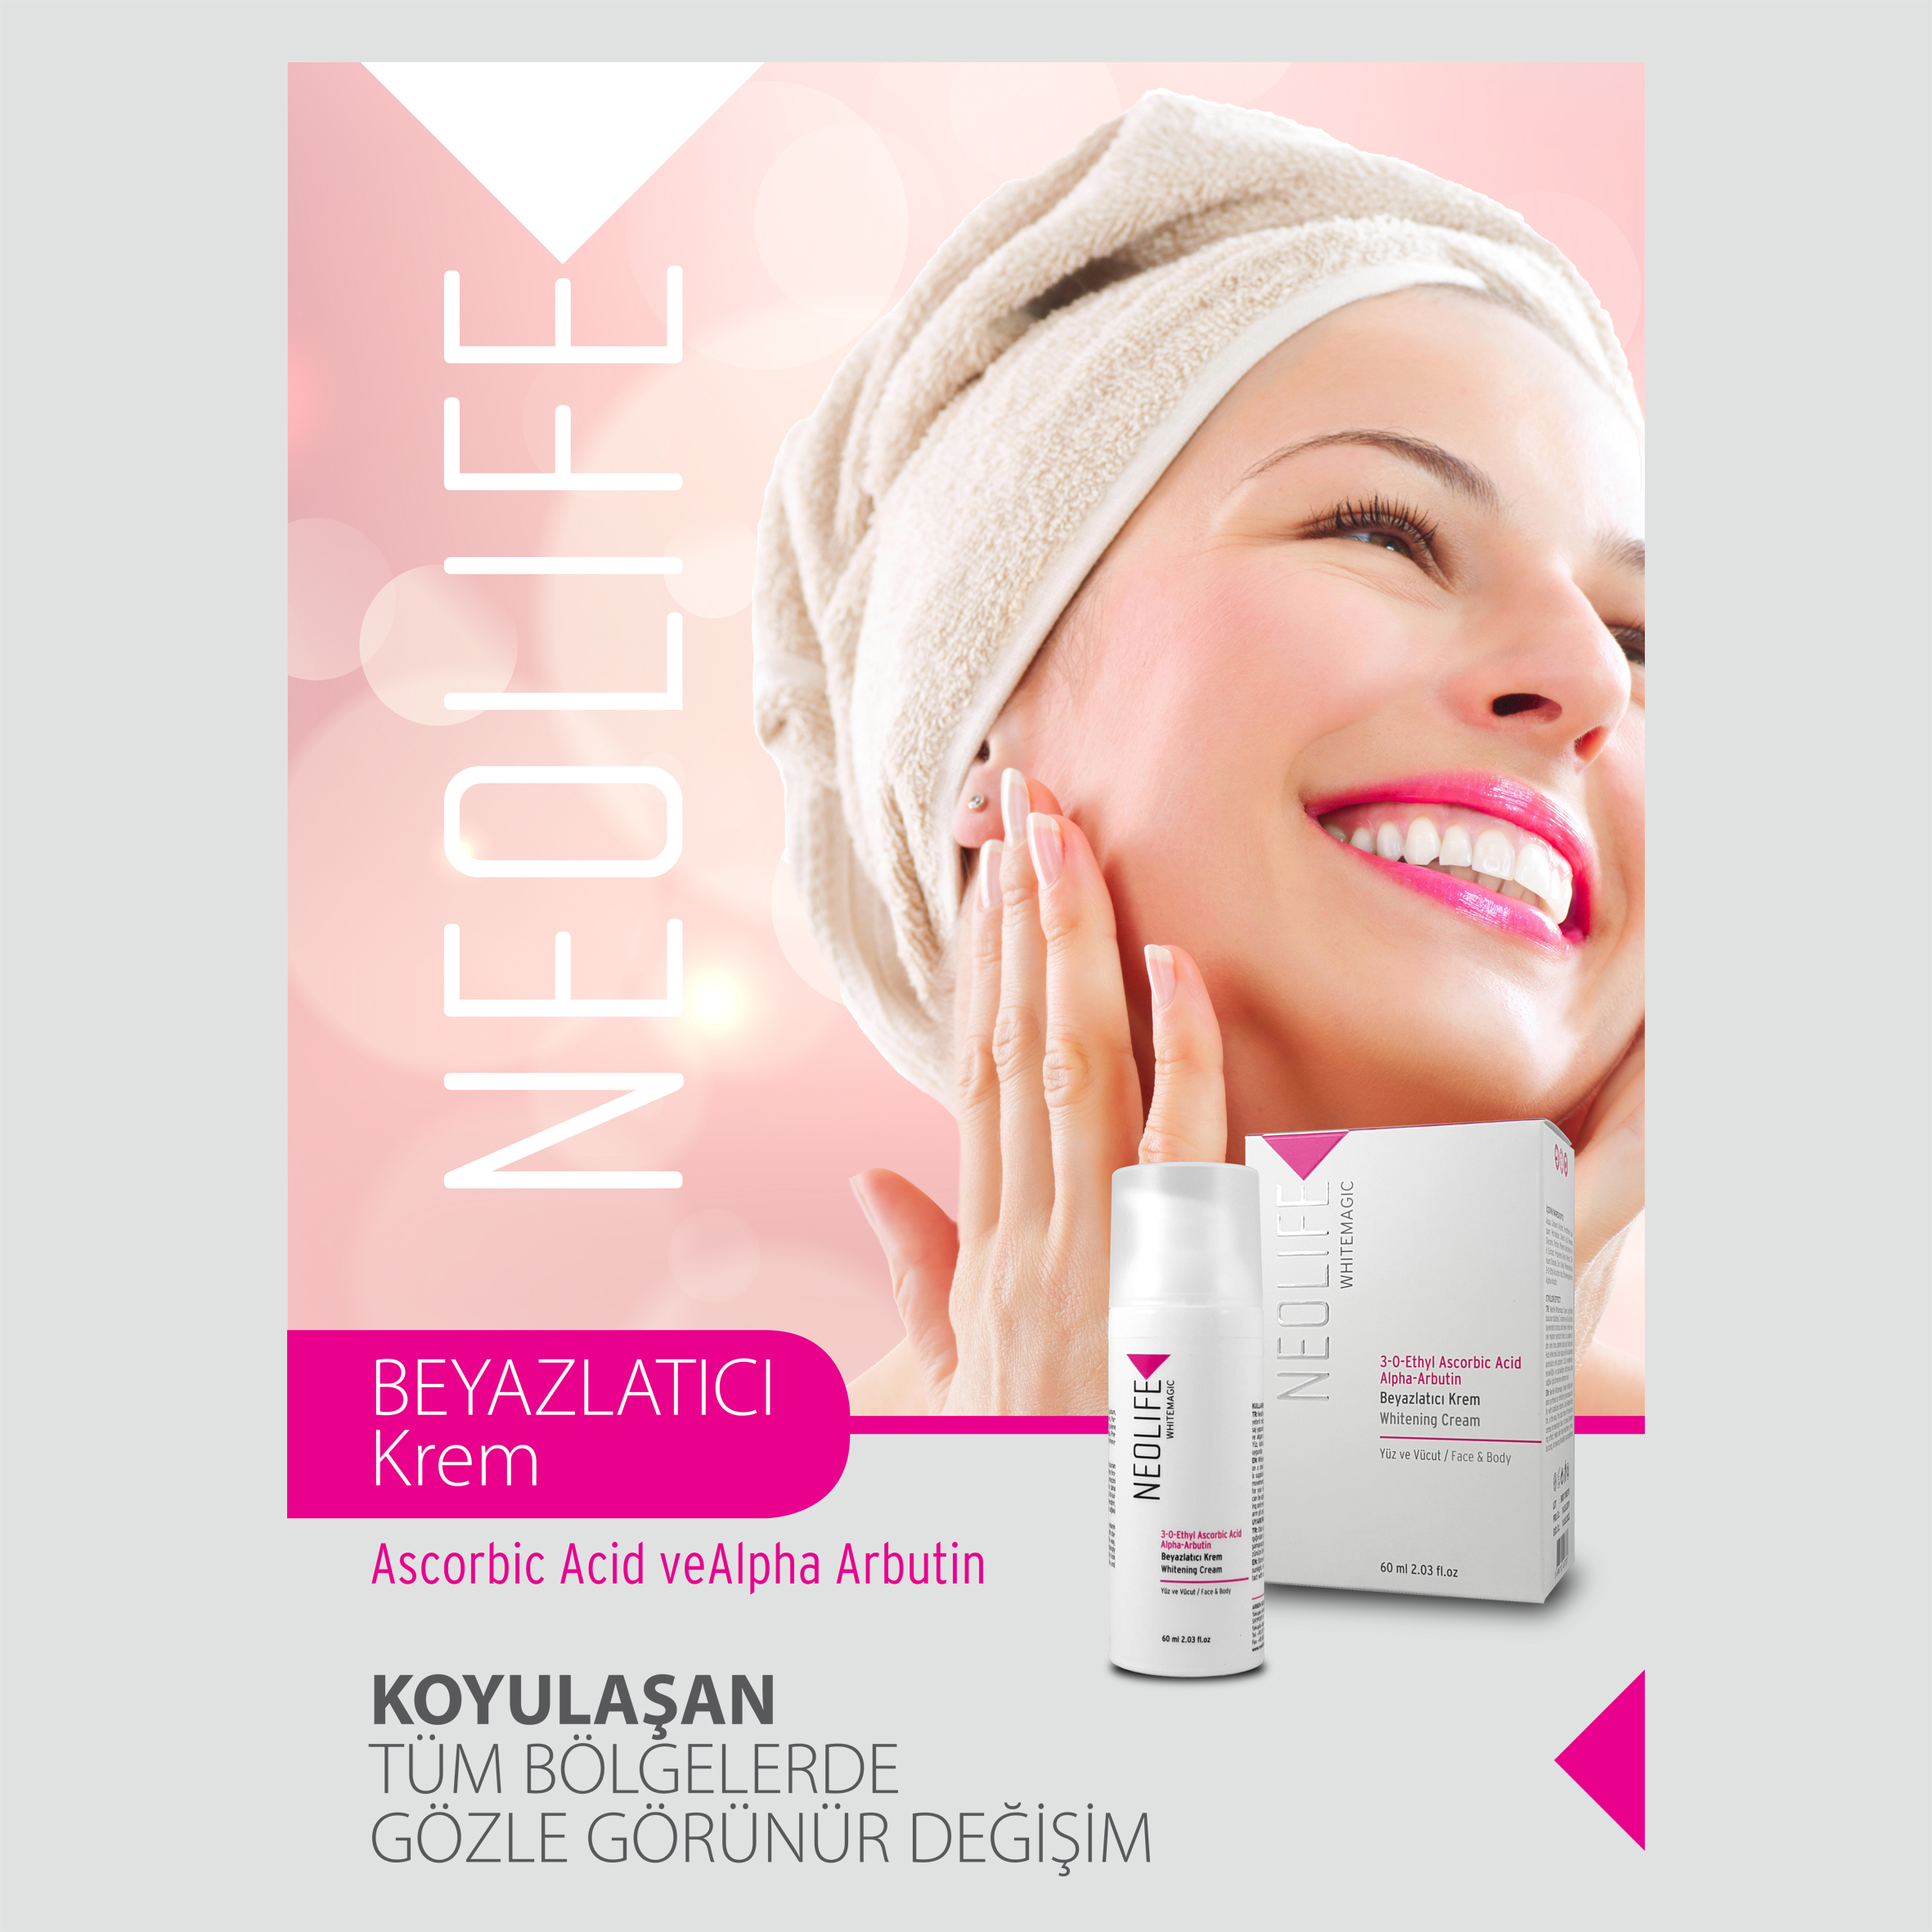 NEOLIFE
BEYAZLATICI
Krem
Ascorbic Acid veAlpha Arbutin
KOYULAŞAN
TÜM BÖLGELERDE
GÖZLE GÖRÜNÜR DEĞİŞİM
NEOLIFE
WHITEMAGIC
3-O-Ethyl Ascorbic Acid
Alpha-Arbutin
Beyazlatıcı Krem
Whitening Cream
Yüz ve Vücut / Face & Body
60 ml 2.03 fl.oz
NEOLIFE
WHITEMAGIC
3-O-Ethyl Ascorbic Acid
Alpha-Arbutin
Beyazlatıcı Krem
Whitening Cream
Yüz ve Vücut / Face & Body
60 ml 2.03 fl.oz